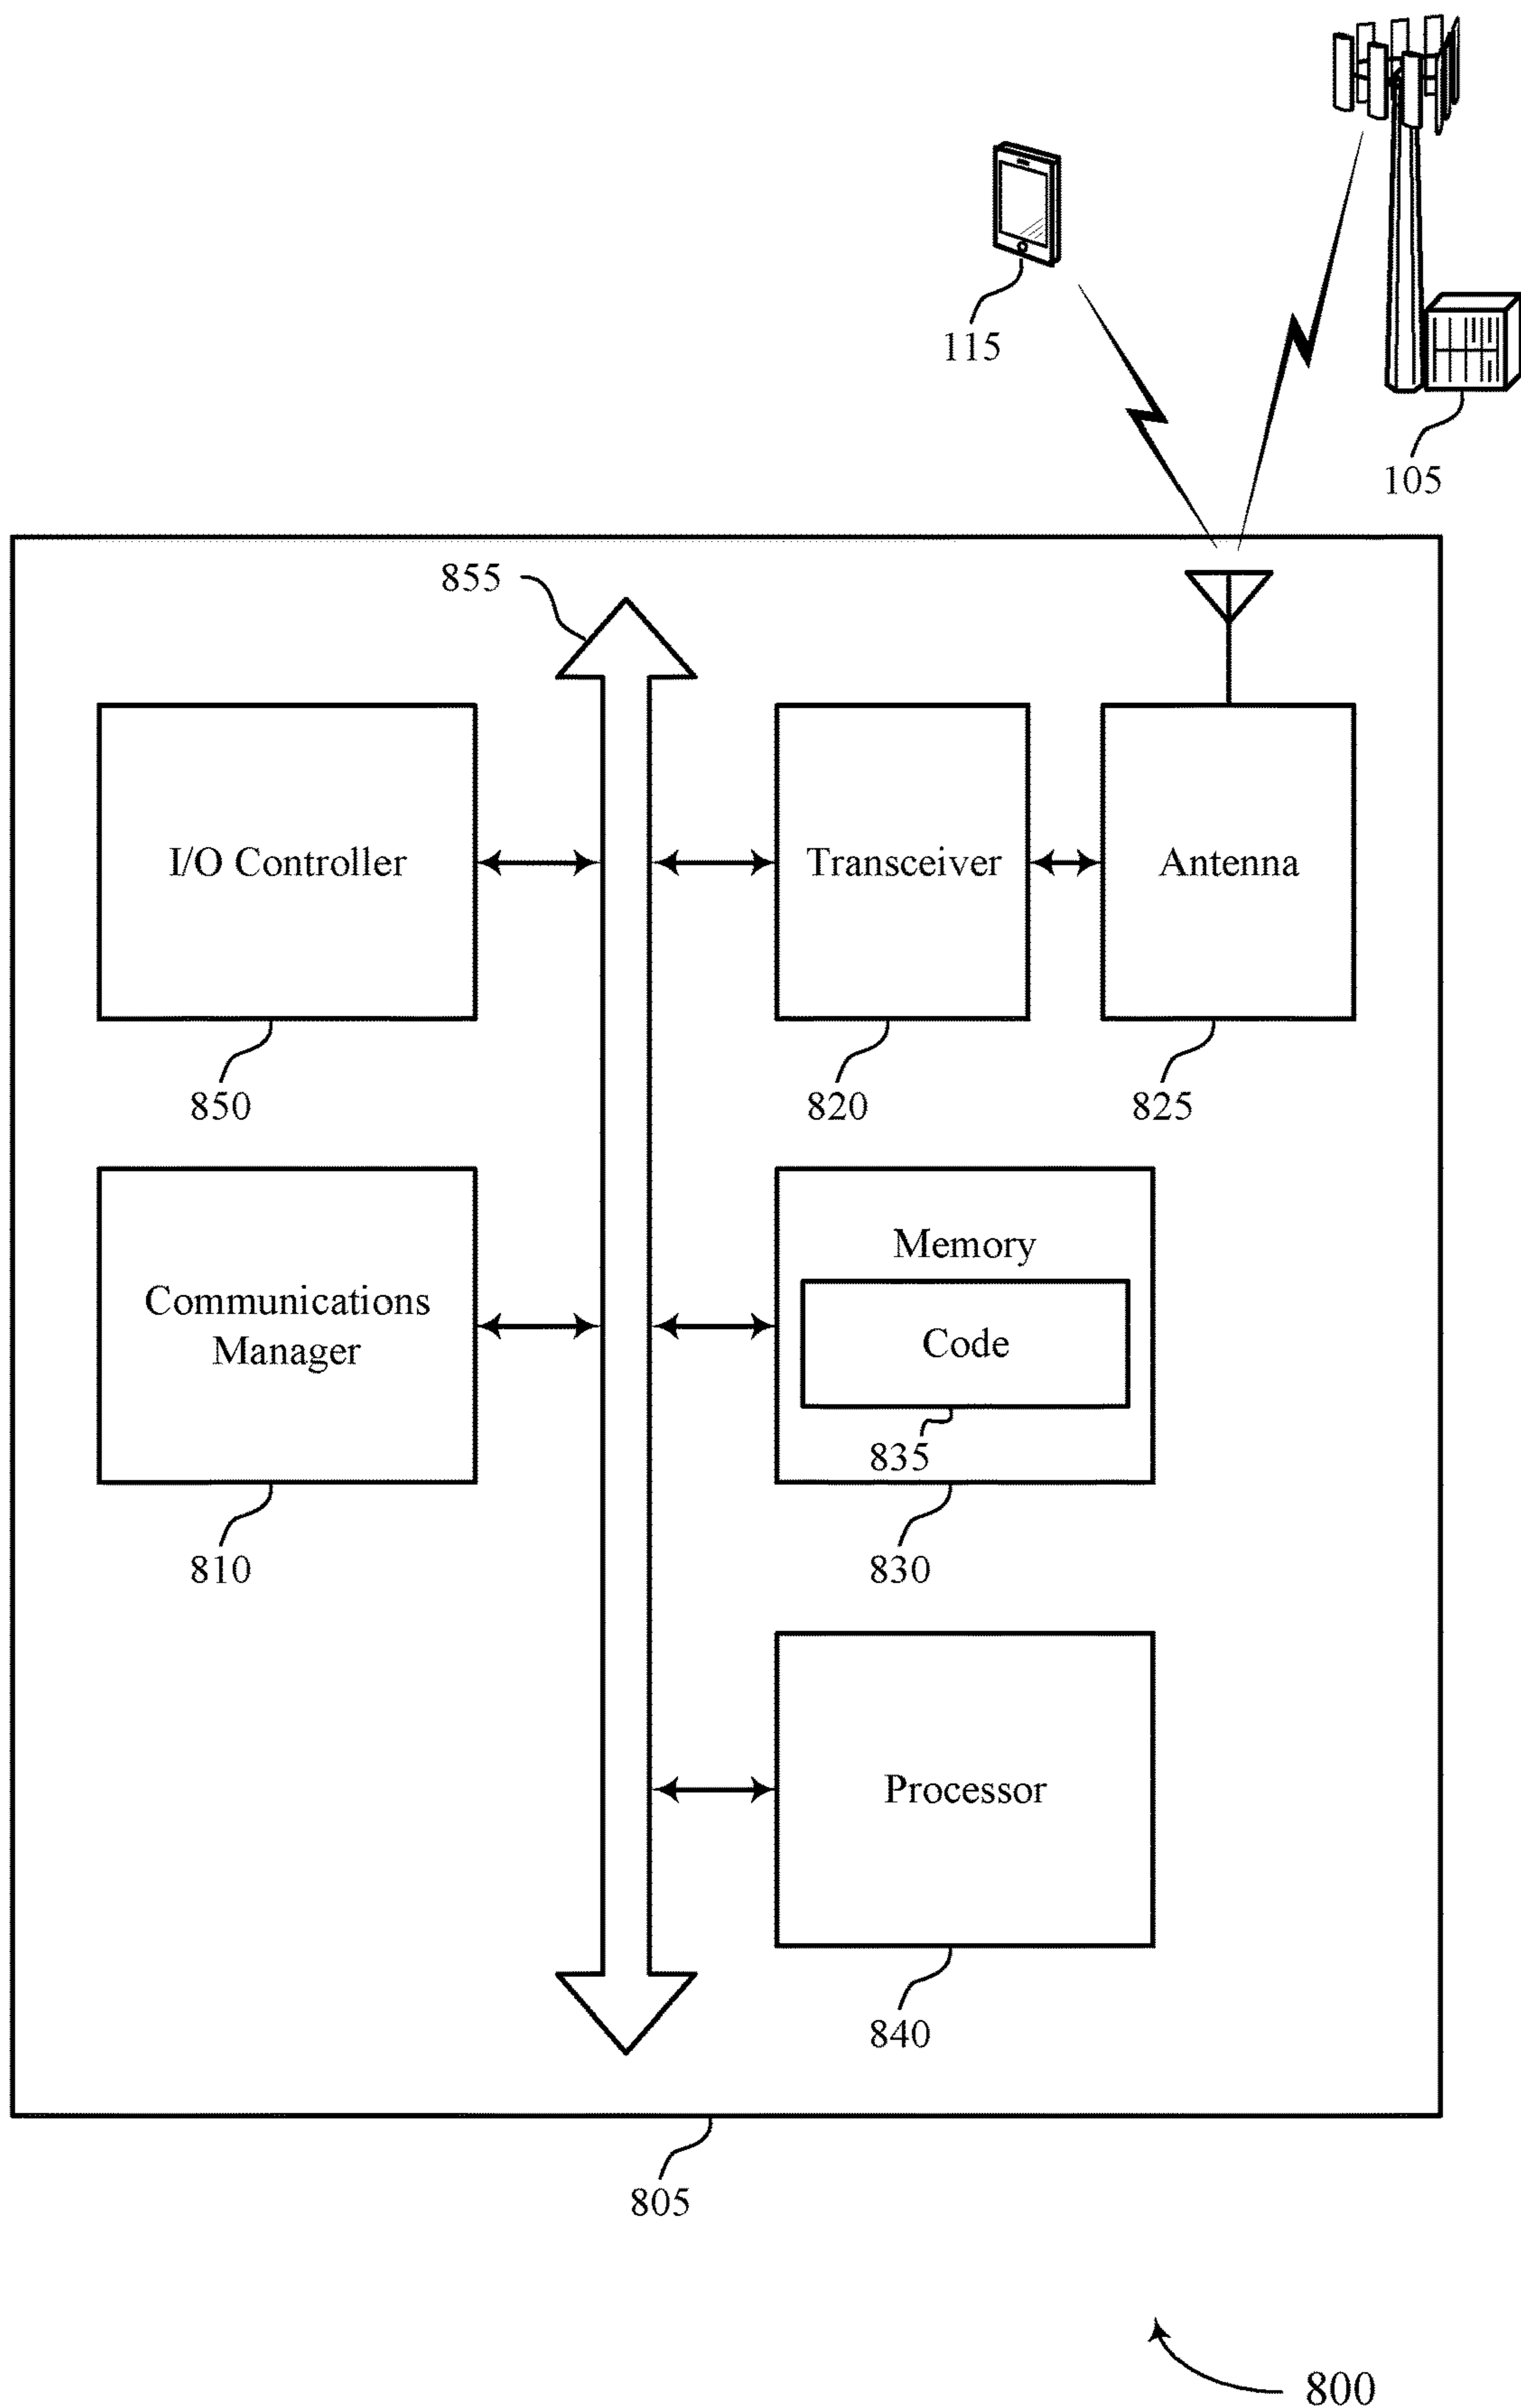 115
105
855
I/O Controller
Transceiver
Antenna
850
820
825
Communications
Manager
Memory
Code
835
810
830
Processor
840
805
800